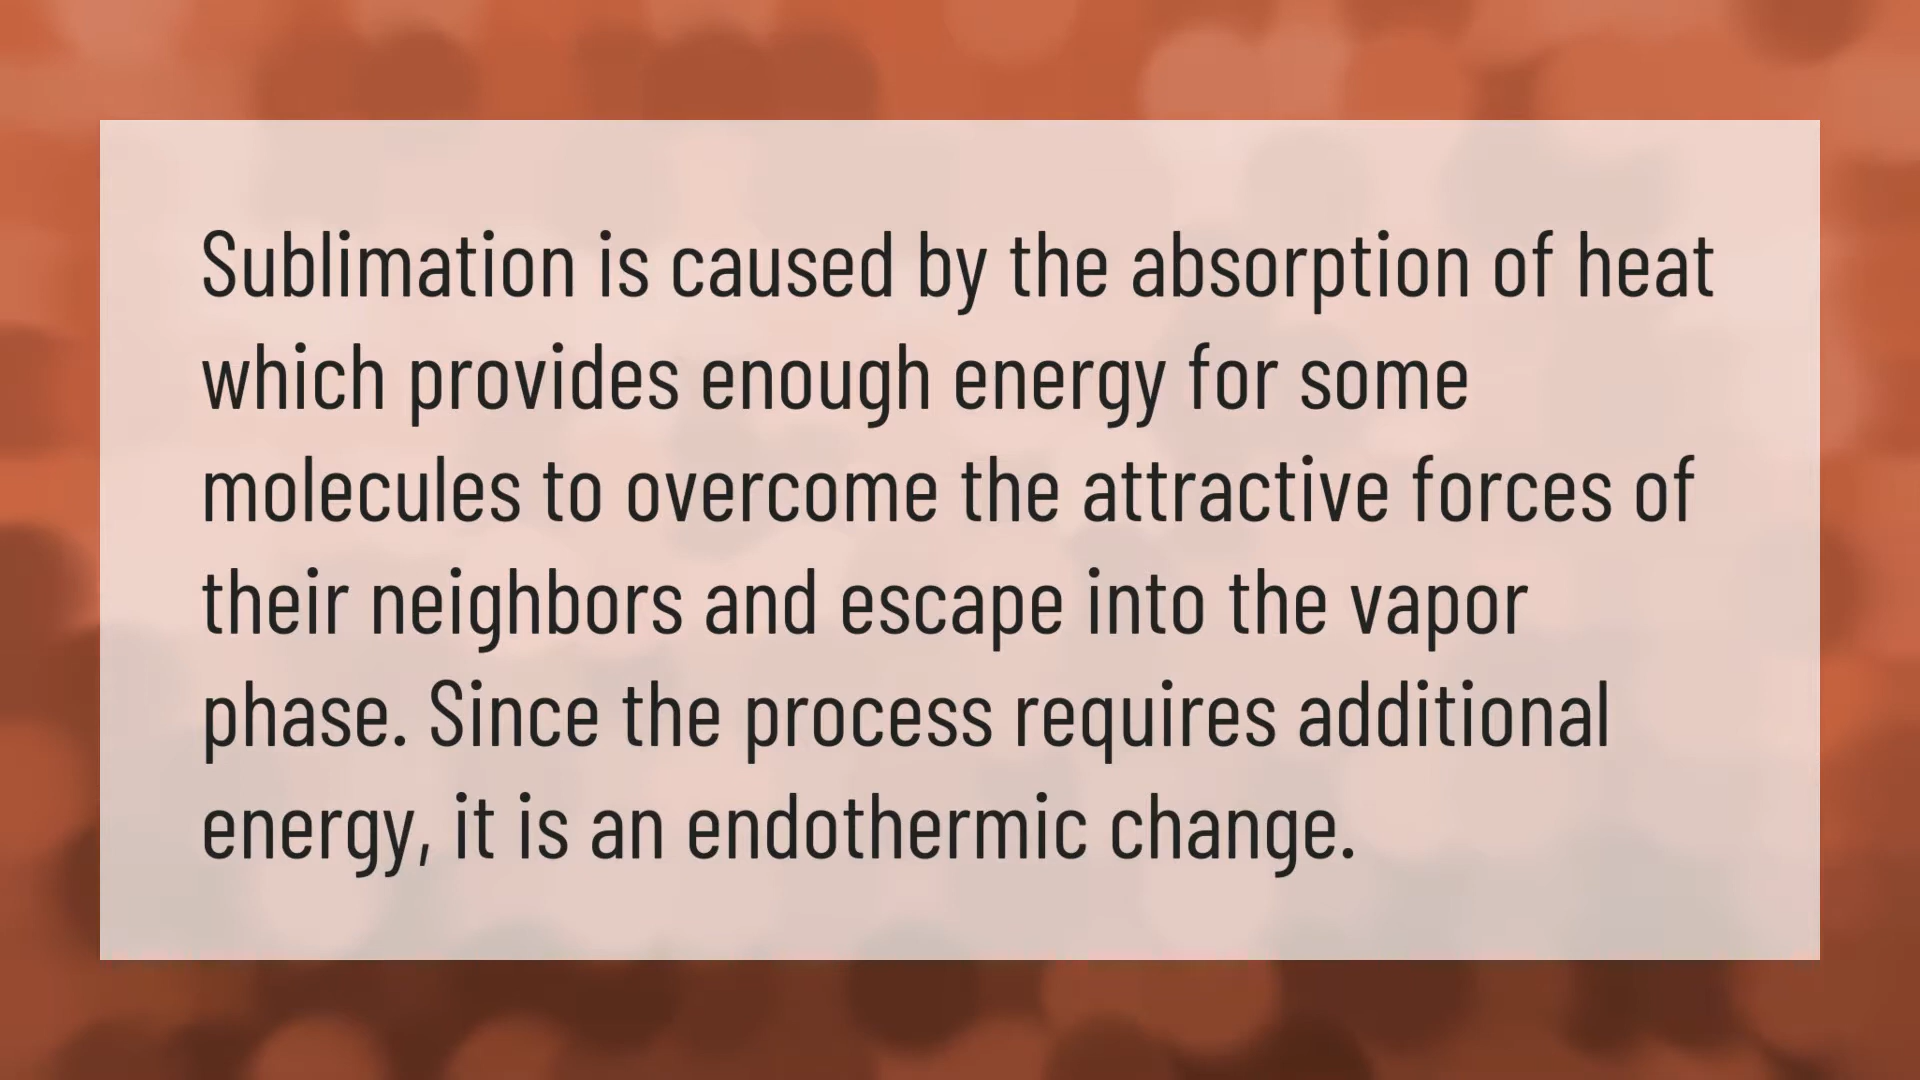 Sublimation is caused by the absorption of heat
which provides enough energy for some
molecules to overcome the attractive forces of
their neighbors and escape into the vapor
phase. Since the process requires additional
energy, it is an endothermic change.